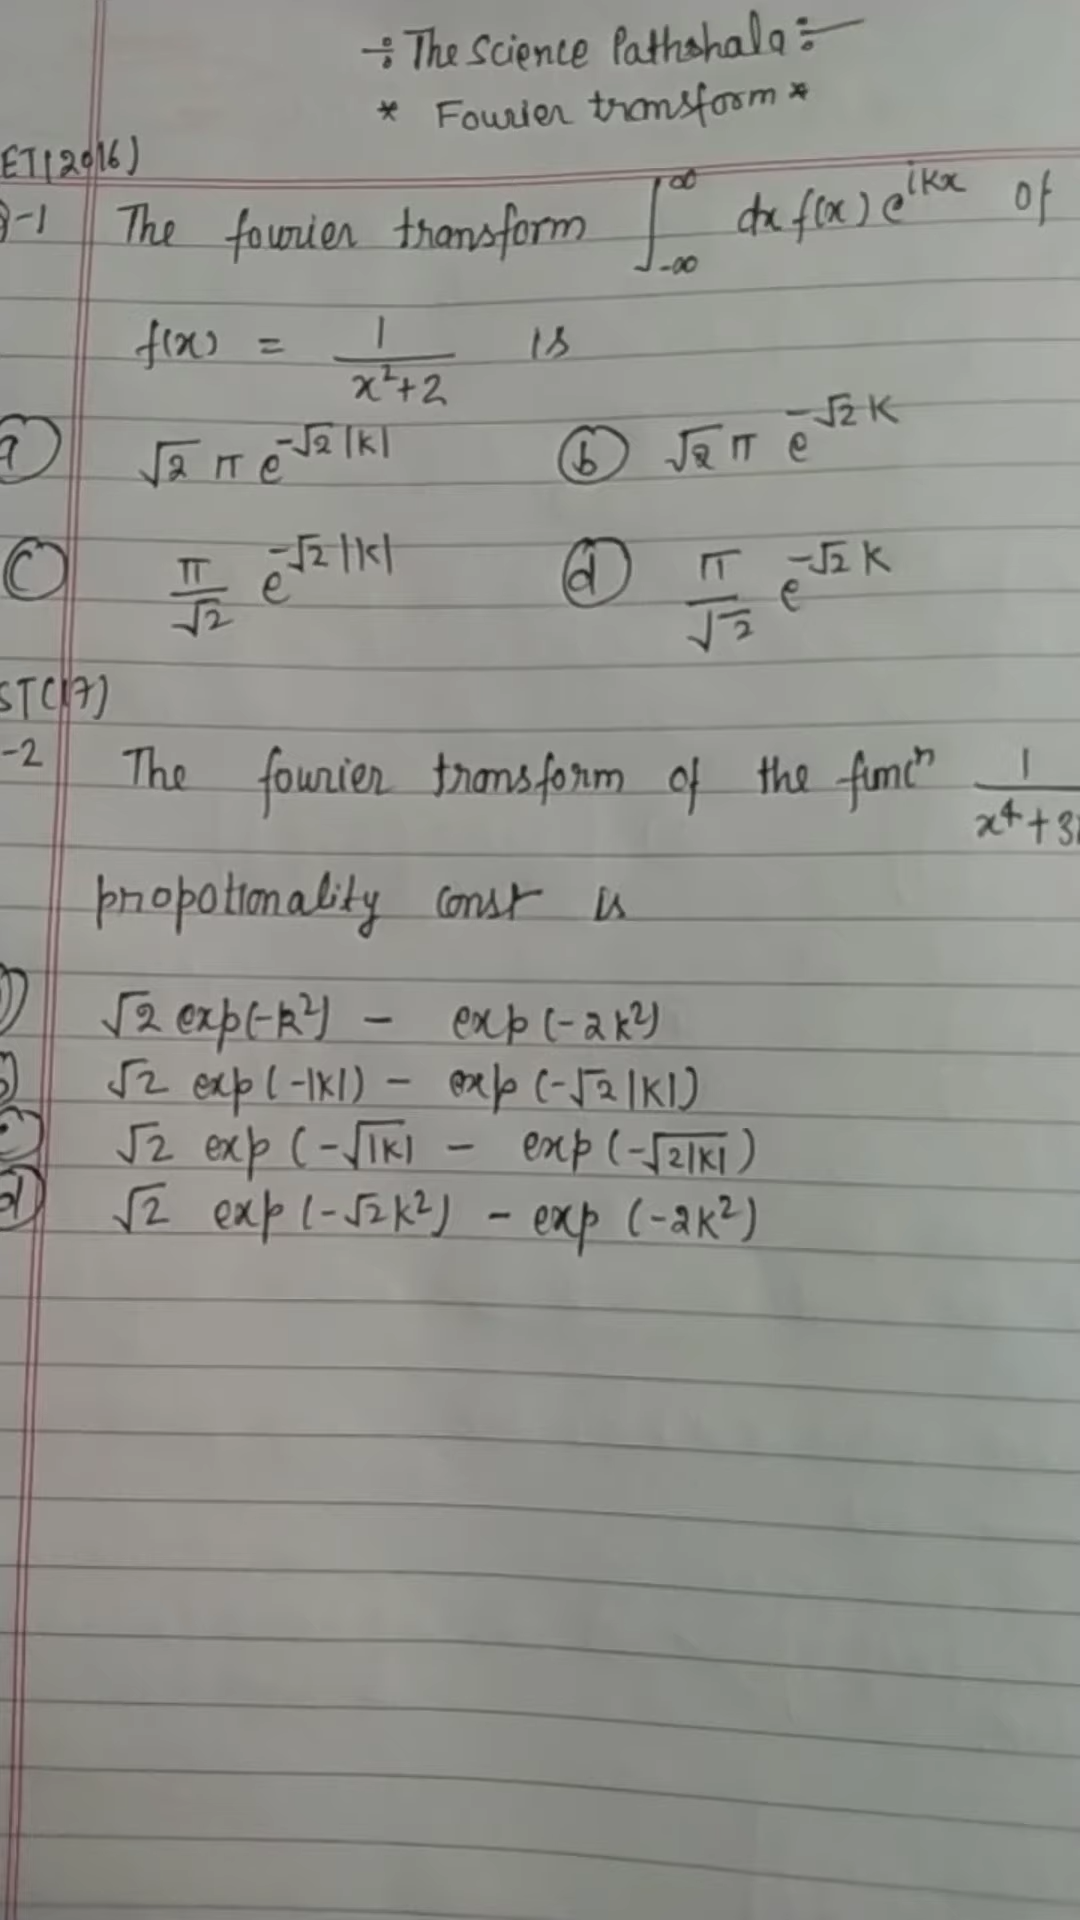 ÷ The Science Pathshala ÷
* Fourier transform *
ET(2016)
-1 The fourier transform ∫_{-∞}^{∞} dx f(x) e^{ikx} of
f(x) = 1/(x²+2) is
a √2 π e^{-√2|k|} b √2 π e^{-√2k}
c π/√2 e^{-√2|k|} d π/√2 e^{-√2k}
ST(17)
-2 The fourier transform of the funcⁿ 1/(x⁴+3
propotionality const is
√2 exp(-k²) - exp(-2k²)
b √2 exp(-|k|) - exp(-√2|k|)
c √2 exp(-√|k| - exp(-√2|k|)
d √2 exp(-√2k²) - exp(-2k²)